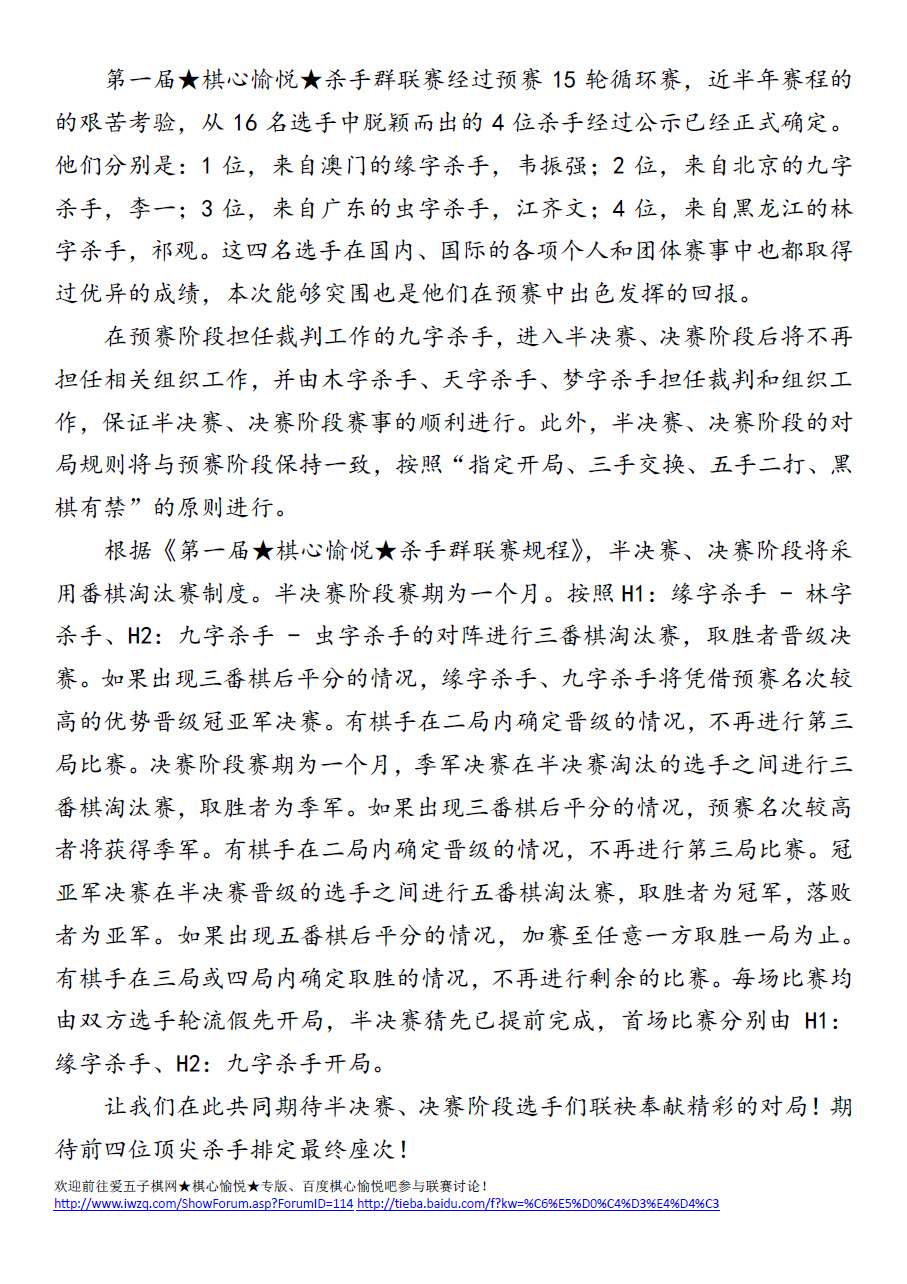 第一届★棋心愉悦★杀手群联赛经过预赛 15 轮循环赛，近半年赛程的
的艰苦考验，从 16 名选手中脱颖而出的 4 位杀手经过公示已经正式确定。
他们分别是：1 位，来自澳门的缘字杀手，韦振强；2 位，来自北京的九字
杀手，李一；3 位，来自广东的虫字杀手，江齐文；4 位，来自黑龙江的林
字杀手，祁观。这四名选手在国内、国际的各项个人和团体赛事中也都取得
过优异的成绩，本次能够突围也是他们在预赛中出色发挥的回报。
在预赛阶段担任裁判工作的九字杀手，进入半决赛、决赛阶段后将不再
担任相关组织工作，并由木字杀手、天字杀手、梦字杀手担任裁判和组织工
作，保证半决赛、决赛阶段赛事的顺利进行。此外，半决赛、决赛阶段的对
局规则将与预赛阶段保持一致，按照“指定开局、三手交换、五手二打、黑
棋有禁”的原则进行。
根据《第一届★棋心愉悦★杀手群联赛规程》，半决赛、决赛阶段将采
用番棋淘汰赛制度。半决赛阶段赛期为一个月。按照 H1：缘字杀手 － 林字
杀手、H2：九字杀手 － 虫字杀手的对阵进行三番棋淘汰赛，取胜者晋级决
赛。如果出现三番棋后平分的情况，缘字杀手、九字杀手将凭借预赛名次较
高的优势晋级冠亚军决赛。有棋手在二局内确定晋级的情况，不再进行第三
局比赛。决赛阶段赛期为一个月，季军决赛在半决赛淘汰的选手之间进行三
番棋淘汰赛，取胜者为季军。如果出现三番棋后平分的情况，预赛名次较高
者将获得季军。有棋手在二局内确定晋级的情况，不再进行第三局比赛。冠
亚军决赛在半决赛晋级的选手之间进行五番棋淘汰赛，取胜者为冠军，落败
者为亚军。如果出现五番棋后平分的情况，加赛至任意一方取胜一局为止。
有棋手在三局或四局内确定取胜的情况，不再进行剩余的比赛。每场比赛均
由双方选手轮流假先开局，半决赛猜先已提前完成，首场比赛分别由 H1：
缘字杀手、H2：九字杀手开局。
让我们在此共同期待半决赛、决赛阶段选手们联袂奉献精彩的对局！期
待前四位顶尖杀手排定最终座次！
欢迎前往爱五子棋网★棋心愉悦★专版、百度棋心愉悦吧参与联赛讨论！
http://www.iwzq.com/ShowForum.asp?ForumID=114 http://tieba.baidu.com/f?kw=%C6%E5%D0%C4%D3%E4%D4%C3